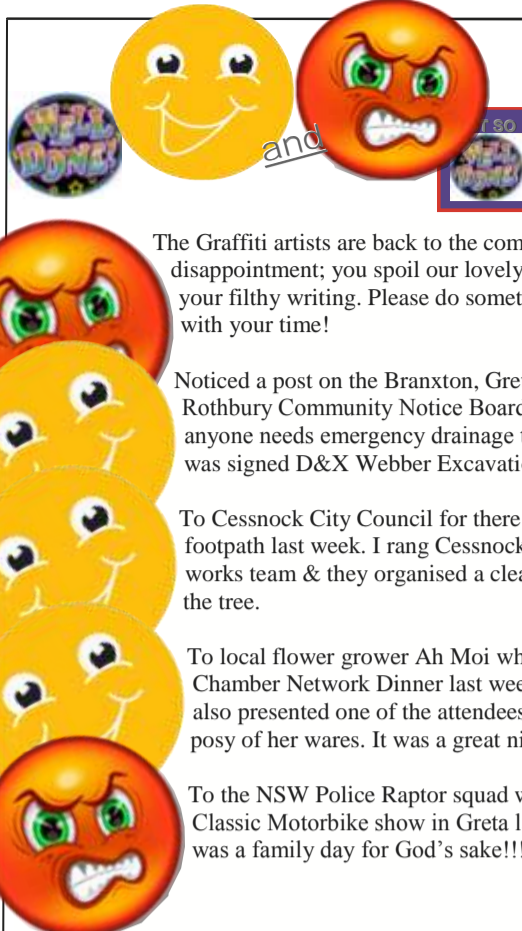 WELL
DONE!
and
SO
WELL
DONE!
The Graffiti artists are back to the com
disappointment; you spoil our lovely
your filthy writing. Please do somet
with your time!
Noticed a post on the Branxton, Gre
Rothbury Community Notice Board
anyone needs emergency drainage
was signed D&X Webber Excavati
To Cessnock City Council for there
footpath last week. I rang Cessnock
works team & they organised a clea
the tree.
To local flower grower Ah Moi wh
Chamber Network Dinner last wee
also presented one of the attendees
posy of her wares. It was a great ni
To the NSW Police Raptor squad w
Classic Motorbike show in Greta l
was a family day for God’s sake!!!